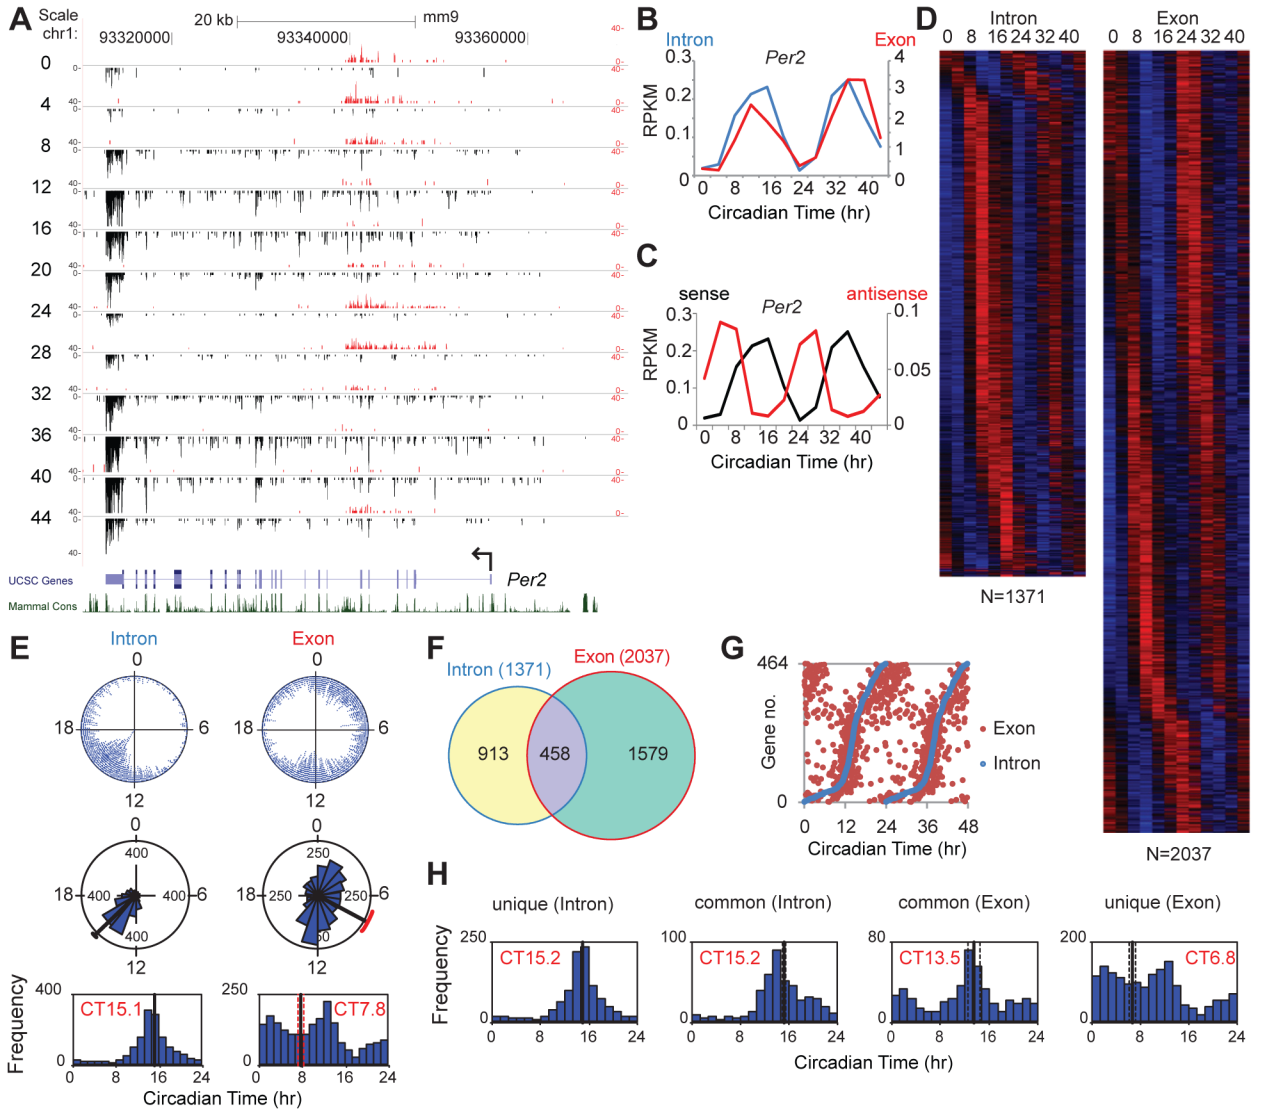 A
Scale
chr1:
20 kb
mm9
93320000
93340000
93360000
0
4
8
12
16
20
24
28
32
36
40
44
40-
0-
UCSC Genes
Per2
Mammal Cons
B
Intron
Exon
Per2
0.3
0.2
0.1
0
RPKM
4
3
2
1
0
0 8 16 24 32 40
Circadian Time (hr)
C
sense
antisense
Per2
0.3
0.2
0.1
0
RPKM
0.1
0.05
0
0 8 16 24 32 40
Circadian Time (hr)
D
Intron
Exon
0 8 16 24 32 40
0 8 16 24 32 40
N=1371
N=2037
E
Intron
Exon
0
18
6
12
0
18
6
12
0
400
18
400
400
6
400
12
0
250
18
250
6
12
Frequency
400
0
CT15.1
0 8 16 24
250
0
CT7.8
0 8 16 24
Circadian Time (hr)
F
Intron (1371)
Exon (2037)
913
458
1579
G
464
Gene no.
0
0 12 24 36 48
Circadian Time (hr)
Exon
Intron
H
unique (Intron)
common (Intron)
common (Exon)
unique (Exon)
Frequency
250
0
CT15.2
0 8 16 24
100
0
CT15.2
0 8 16 24
80
0
CT13.5
0 8 16 24
200
0
CT6.8
0 8 16 24
Circadian Time (hr)